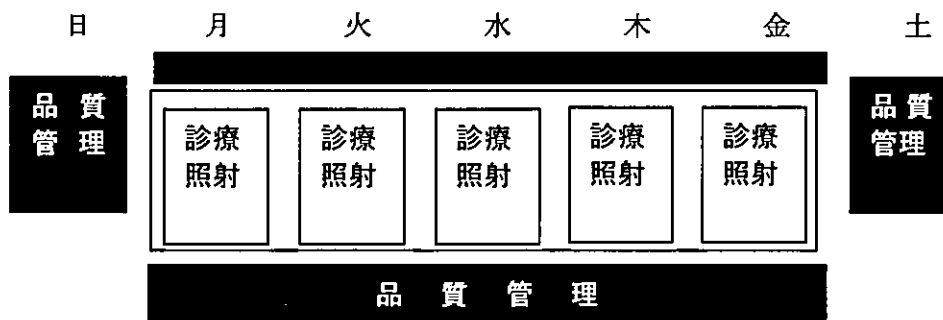 日 月 火 水 木 金 土
品 質
管 理
診療
照射
診療
照射
診療
照射
診療
照射
診療
照射
品 質
管理
品 質 管 理